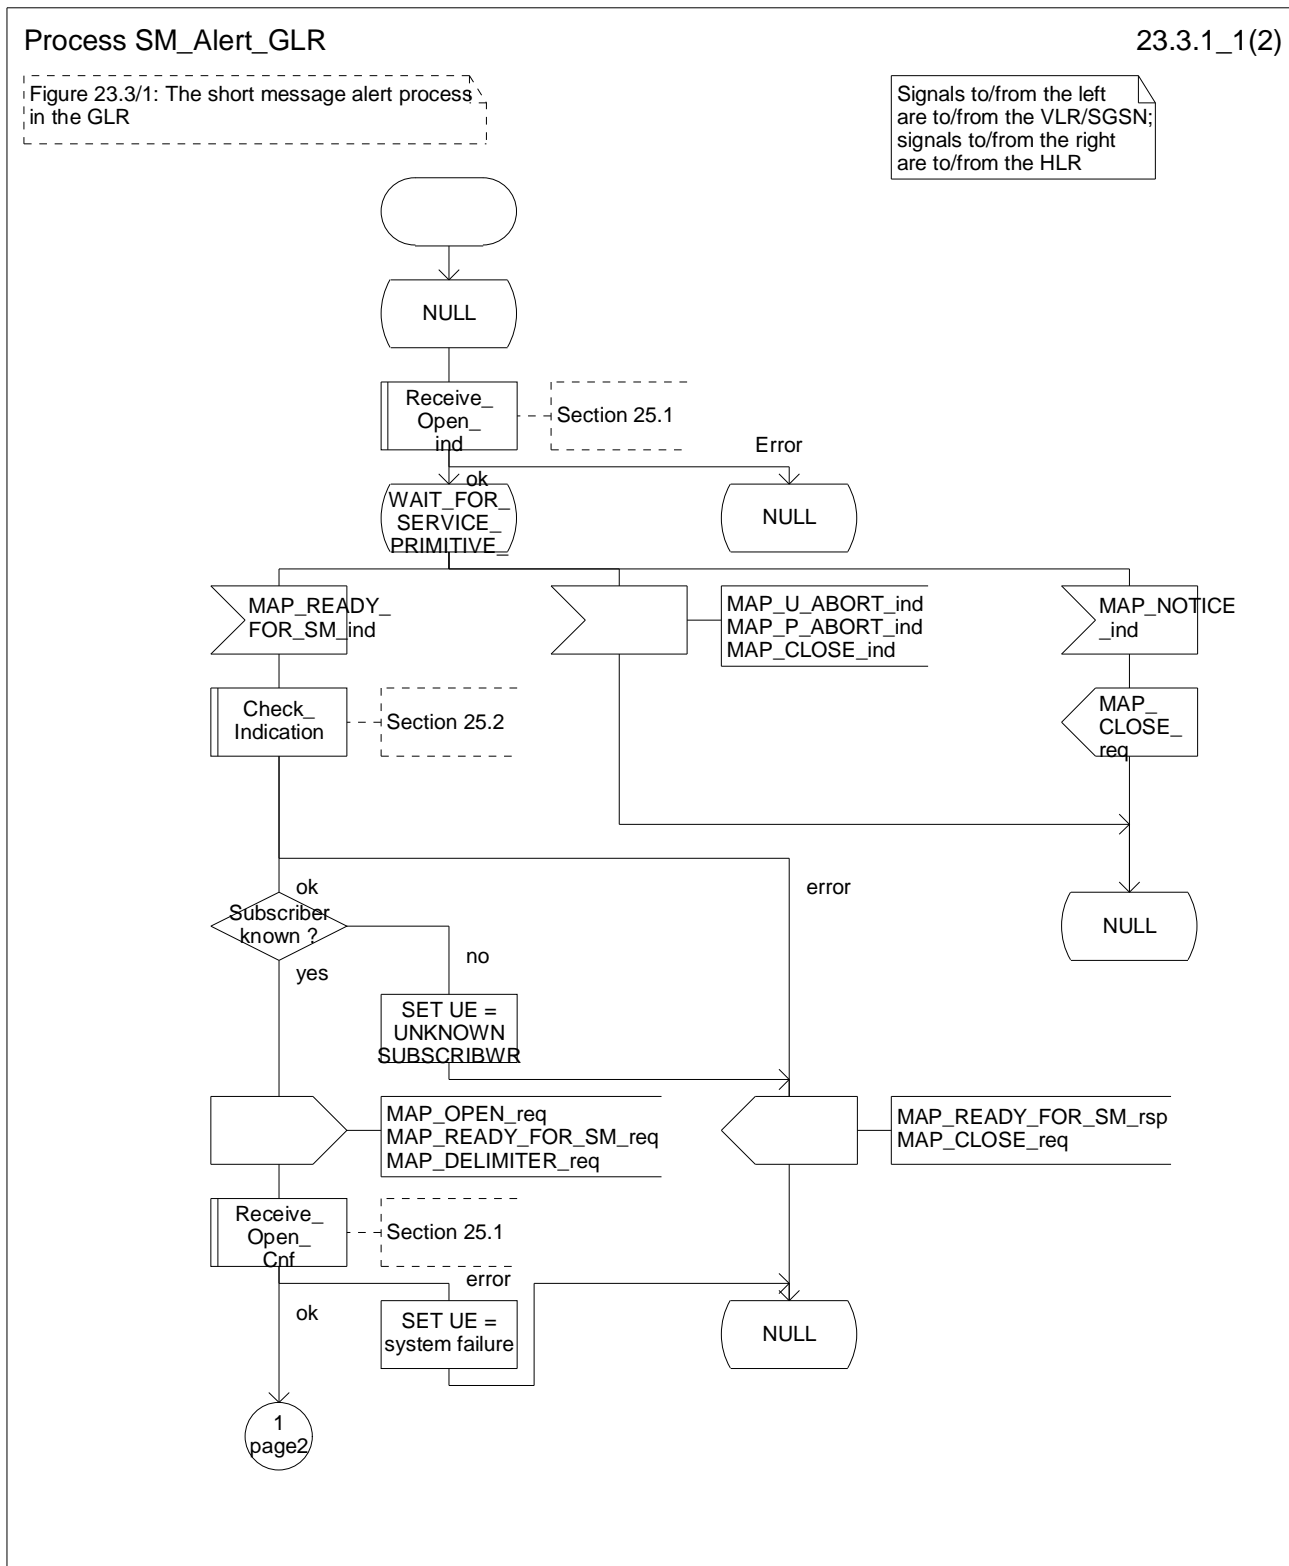 Process SM_Alert_GLR
23.3.1_1(2)
Figure 23.3/1: The short message alert process
in the GLR
Signals to/from the left
are to/from the VLR/SGSN;
signals to/from the right
are to/from the HLR
NULL
Receive_
Open_
ind
Section 25.1
Error
ok
WAIT_FOR_
SERVICE_
PRIMITIVE_
NULL
MAP_READY_
FOR_SM_ind
MAP_U_ABORT_ind
MAP_P_ABORT_ind
MAP_CLOSE_ind
MAP_NOTICE
_ind
Check_
Indication
Section 25.2
MAP_
CLOSE_
req
ok
error
Subscriber
known ?
NULL
no
yes
SET UE =
UNKNOWN
SUBSCRIBWR
MAP_OPEN_req
MAP_READY_FOR_SM_req
MAP_DELIMITER_req
MAP_READY_FOR_SM_rsp
MAP_CLOSE_req
Receive_
Open_
Cnf
Section 25.1
error
ok
SET UE =
system failure
NULL
1
page2